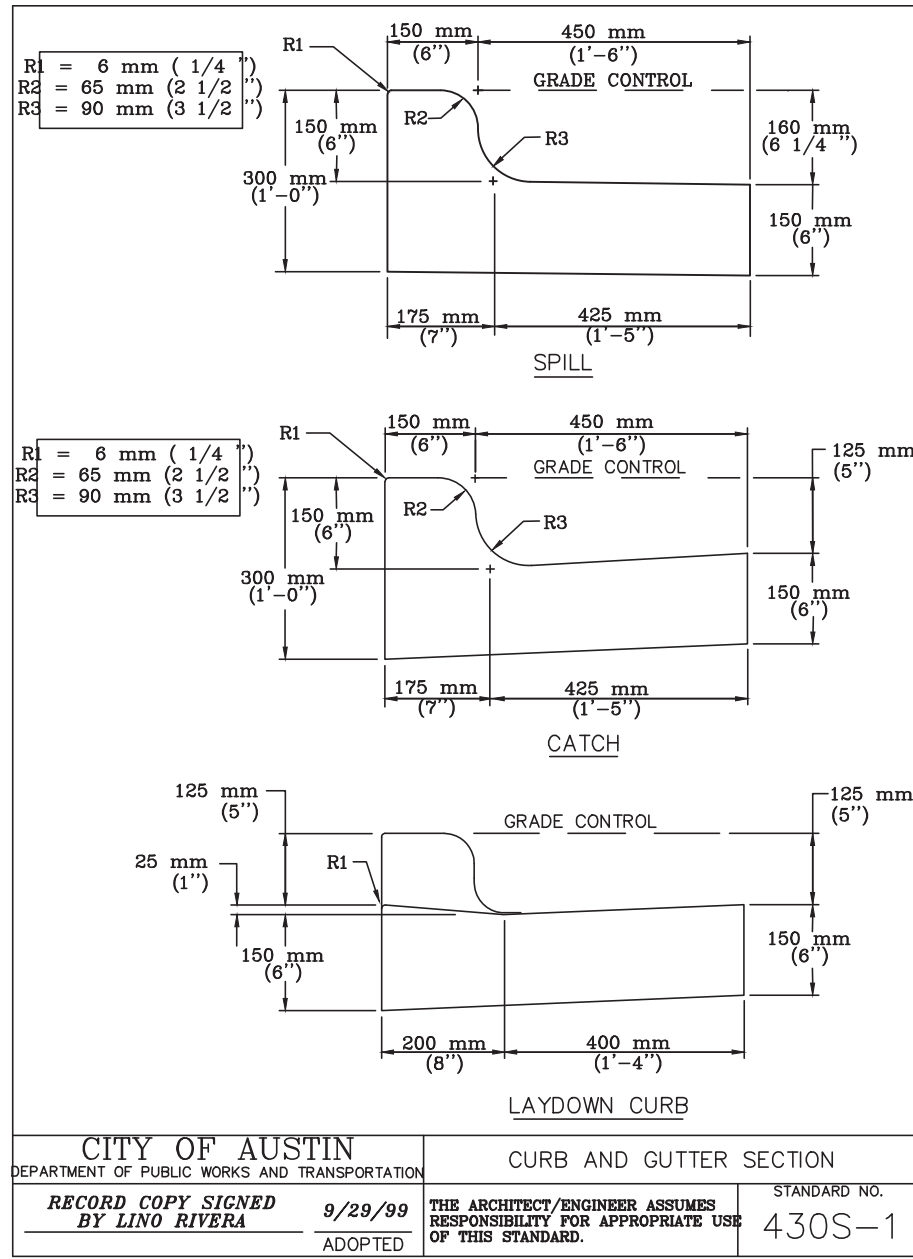 R1 = 6 mm ( 1/4 ")
R2 = 65 mm (2 1/2 ")
R3 = 90 mm (3 1/2 ")
R1
150 mm
(6")
450 mm
(1'-6")
GRADE CONTROL
R2
R3
150 mm
(6")
300 mm
(1'-0")
160 mm
(6 1/4 ")
150 mm
(6")
175 mm
(7")
425 mm
(1'-5")
SPILL
R1 = 6 mm ( 1/4 ")
R2 = 65 mm (2 1/2 ")
R3 = 90 mm (3 1/2 ")
R1
150 mm
(6")
450 mm
(1'-6")
125 mm
(5")
GRADE CONTROL
R2
R3
150 mm
(6")
300 mm
(1'-0")
150 mm
(6")
175 mm
(7")
425 mm
(1'-5")
CATCH
125 mm
(5")
125 mm
(5")
GRADE CONTROL
25 mm
(1")
R1
150 mm
(6")
150 mm
(6")
200 mm
(8")
400 mm
(1'-4")
LAYDOWN CURB
CITY OF AUSTIN
DEPARTMENT OF PUBLIC WORKS AND TRANSPORTATION
CURB AND GUTTER SECTION
RECORD COPY SIGNED
BY LINO RIVERA
9/29/99
ADOPTED
THE ARCHITECT/ENGINEER ASSUMES
RESPONSIBILITY FOR APPROPRIATE USE
OF THIS STANDARD.
STANDARD NO.
430S-1